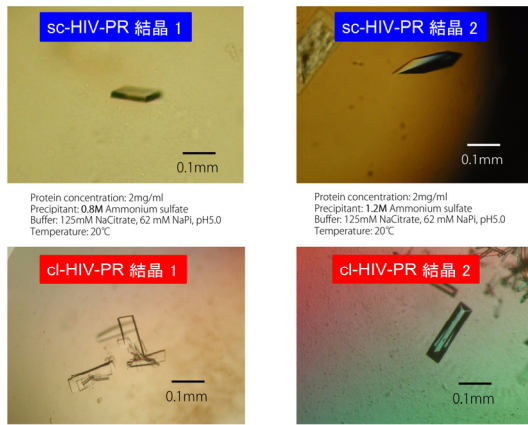 sc-HIV-PR 結晶 1
0.1mm
Protein concentration: 2mg/ml
Precipitant: 0.8M Ammonium sulfate
Buffer: 125mM NaCitrate, 62 mM NaPi, pH5.0
Temperature: 20℃
sc-HIV-PR 結晶 2
0.1mm
Protein concentration: 2mg/ml
Precipitant: 1.2M Ammonium sulfate
Buffer: 125mM NaCitrate, 62 mM NaPi, pH5.0
Temperature: 20℃
cl-HIV-PR 結晶 1
0.1mm
cl-HIV-PR 結晶 2
0.1mm